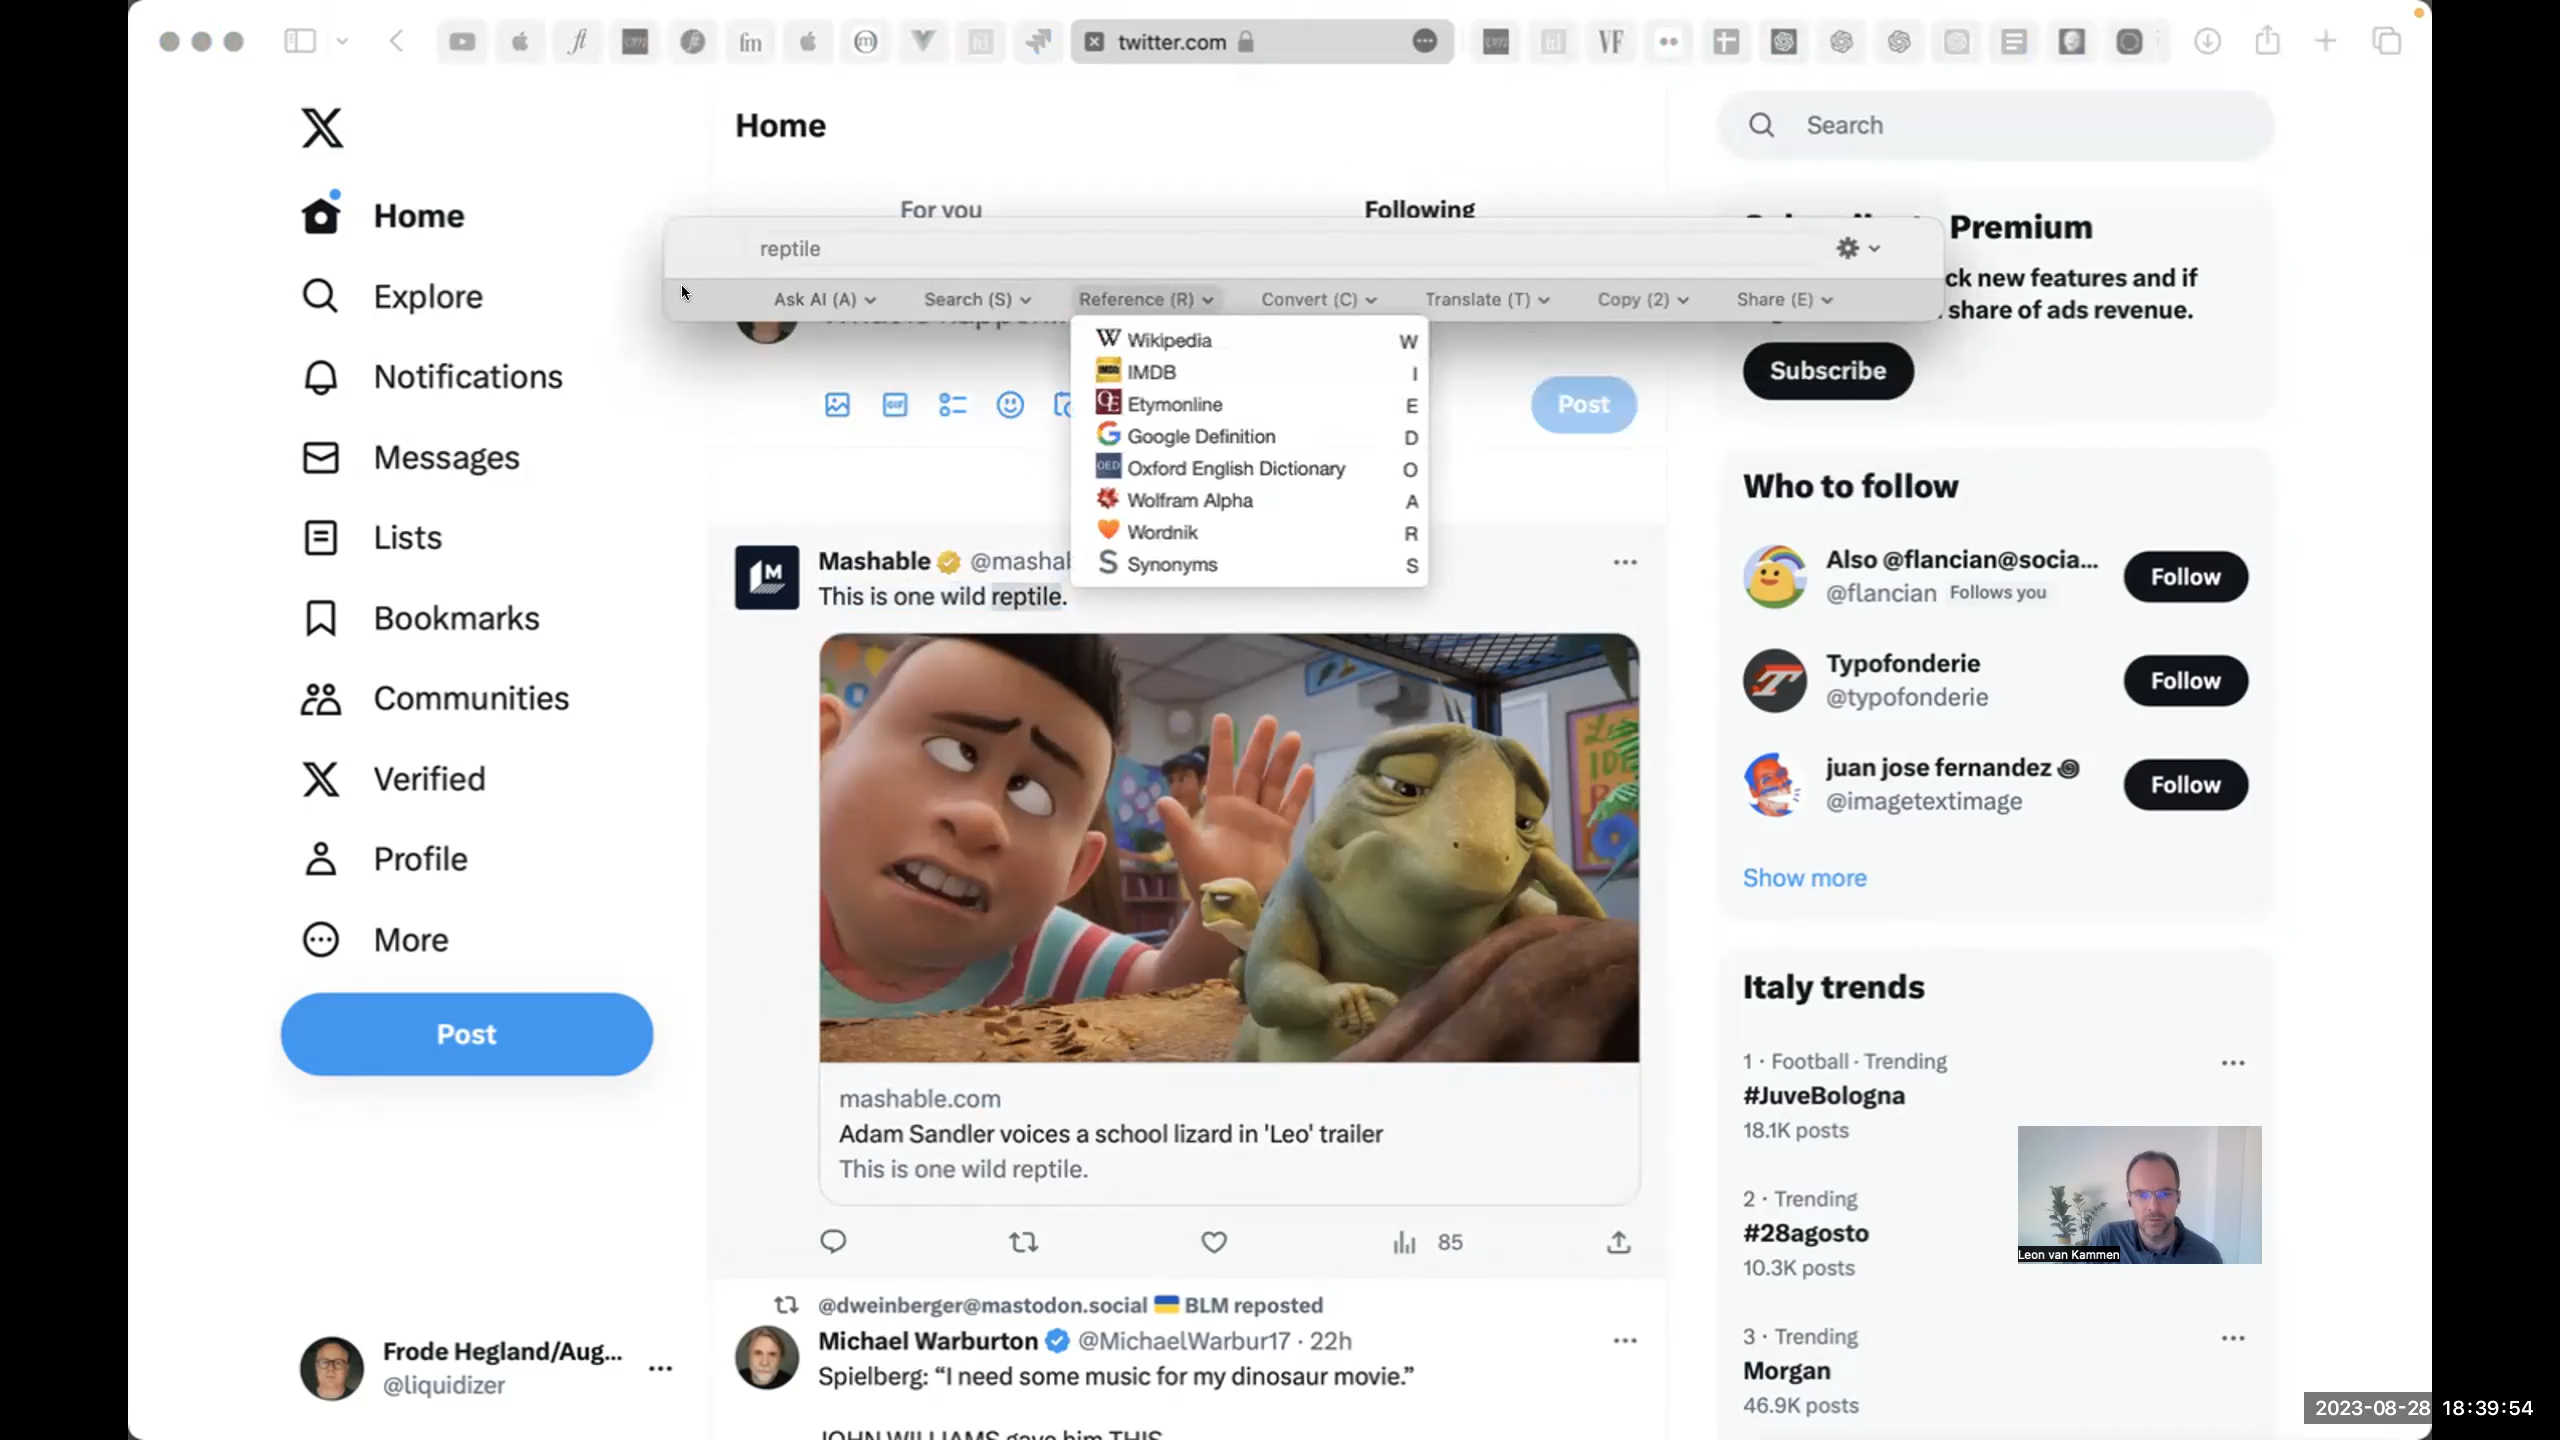 twitter.com
Home
Explore
Notifications
Messages
Lists
Bookmarks
Communities
Verified
Profile
More
Post
Frode Hegland/Aug...
@liquidizer
Home
For you
Following
reptile
Ask AI (A)
Search (S)
Reference (R)
Convert (C)
Translate (T)
Copy (2)
Share (E)
Wikipedia W
IMDB I
Etymonline E
Google Definition D
Oxford English Dictionary O
Wolfram Alpha A
Wordnik R
Synonyms S
Post
Mashable @mashab
This is one wild reptile.
mashable.com
Adam Sandler voices a school lizard in 'Leo' trailer
This is one wild reptile.
85
@dweinberger@mastodon.social BLM reposted
Michael Warburton @MichaelWarbur17 · 22h
Spielberg: “I need some music for my dinosaur movie.”
JOHN WILLIAMS gave him THIS
Search
Premium
ck new features and if
share of ads revenue.
Subscribe
Who to follow
Also @flancian@socia...
@flancian Follows you
Follow
Typofonderie
@typofonderie
Follow
juan jose fernandez
@imagetextimage
Follow
Show more
Italy trends
1 · Football · Trending
#JuveBologna
18.1K posts
2 · Trending
#28agosto
10.3K posts
3 · Trending
Morgan
46.9K posts
Leon van Kammen
2023-08-28 18:39:54